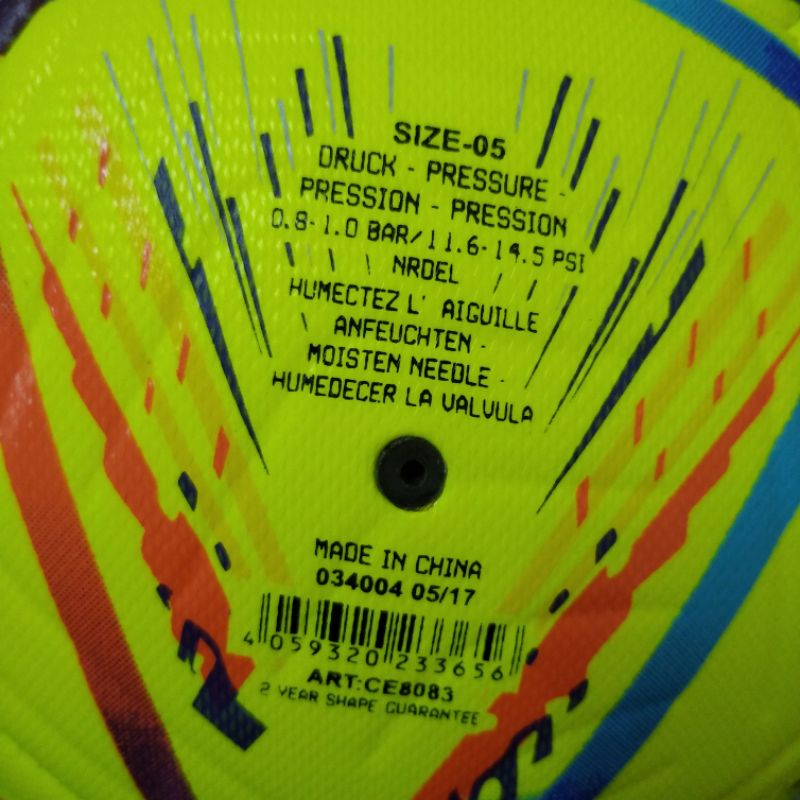 SIZE-05
DRUCK - PRESSURE -
PRESSION - PRESSION
0.8-1.0 BAR/11.6-14.5 PSI
NRDEL
HUMECTEZ L' AIGUILLE
ANFEUCHTEN -
MOISTEN NEEDLE -
HUMEDECER LA VALVULA
MADE IN CHINA
034004 05/17
4 059320 233656
ART:CE8083
2 YEAR SHAPE GUARANTEE